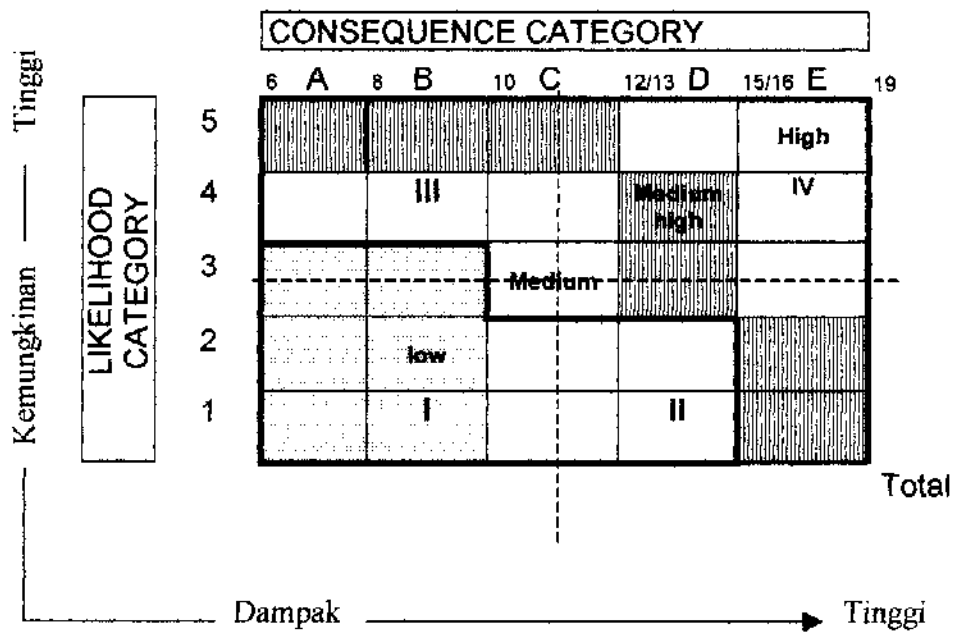 CONSEQUENCE CATEGORY
6 A 8 B 10 C 12/13 D 15/16 E 19
Kemungkinan Tinggi
LIKELIHOOD
CATEGORY
5 High
4 III Medium
high IV
3 Medium
2 low
1 I II
Total
Dampak Tinggi